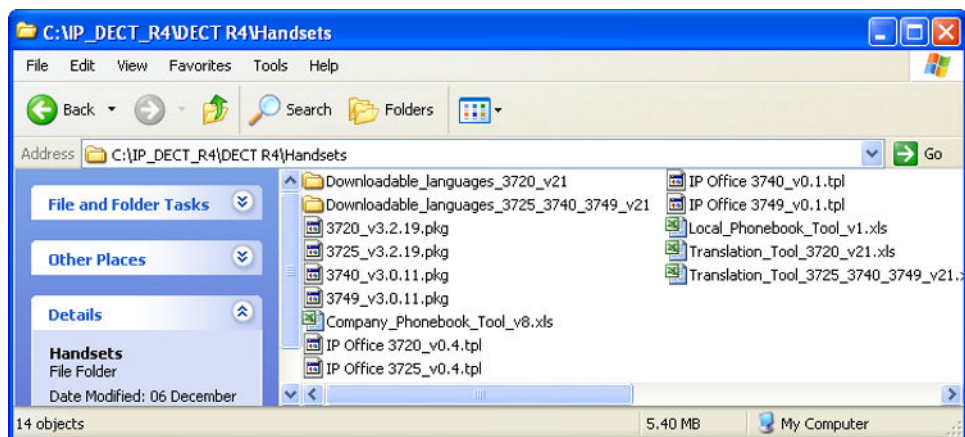 C:\IP_DECT_R4\DECT R4\Handsets
File Edit View Favorites Tools Help
Back Search Folders
Address C:\IP_DECT_R4\DECT R4\Handsets Go
File and Folder Tasks
Other Places
Details
Handsets
File Folder
Date Modified: 06 December
Downloadable_languages_3720_v21
Downloadable_languages_3725_3740_3749_v21
3720_v3.2.19.pkg
3725_v3.2.19.pkg
3740_v3.0.11.pkg
3749_v3.0.11.pkg
Company_Phonebook_Tool_v8.xls
IP Office 3720_v0.4.tpl
IP Office 3725_v0.4.tpl
IP Office 3740_v0.1.tpl
IP Office 3749_v0.1.tpl
Local_Phonebook_Tool_v1.xls
Translation_Tool_3720_v21.xls
Translation_Tool_3725_3740_3749_v21.
14 objects 5.40 MB My Computer